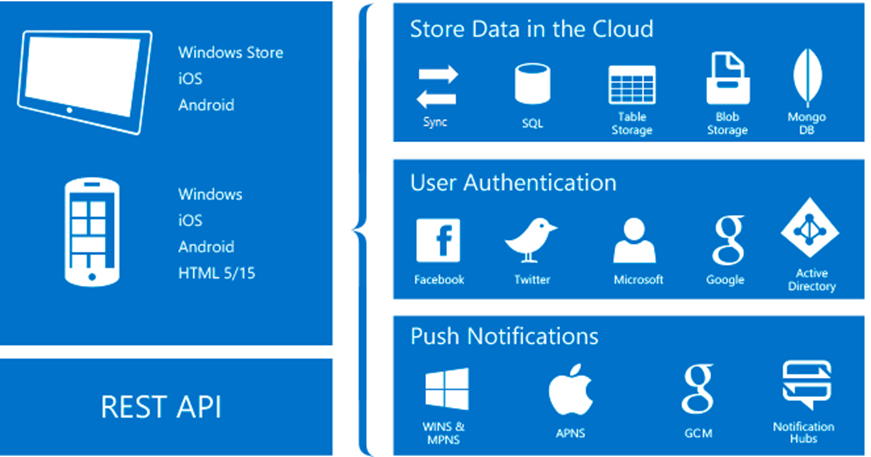 Windows Store
iOS
Android
Windows
iOS
Android
HTML 5/15
REST API
Store Data in the Cloud
Sync
SQL
Table
Storage
Blob
Storage
Mongo
DB
User Authentication
Facebook
Twitter
Microsoft
Google
Active
Directory
Push Notifications
WINS &
MPNS
APNS
GCM
Notification
Hubs